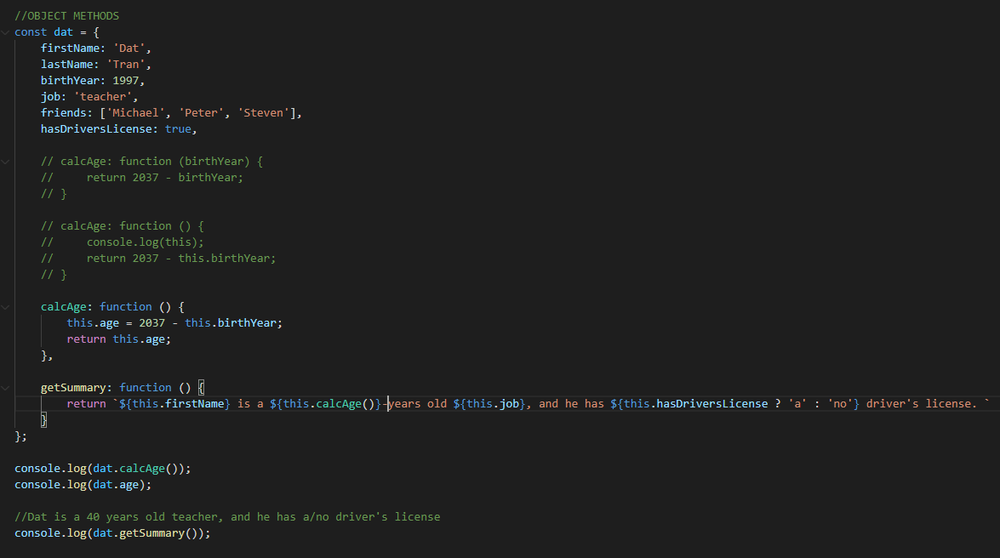 //OBJECT METHODS
const dat = {
    firstName: 'Dat',
    lastName: 'Tran',
    birthYear: 1997,
    job: 'teacher',
    friends: ['Michael', 'Peter', 'Steven'],
    hasDriversLicense: true,
    // calcAge: function (birthYear) {
    //     return 2037 - birthYear;
    // }
    // calcAge: function () {
    //     console.log(this);
    //     return 2037 - this.birthYear;
    // }
    calcAge: function () {
        this.age = 2037 - this.birthYear;
        return this.age;
    },
    getSummary: function () {
        return `${this.firstName} is a ${this.calcAge()}-years old ${this.job}, and he has ${this.hasDriversLicense ? 'a' : 'no'} driver's license. `
    }
};
console.log(dat.calcAge());
console.log(dat.age);
//Dat is a 40 years old teacher, and he has a/no driver's license
console.log(dat.getSummary());